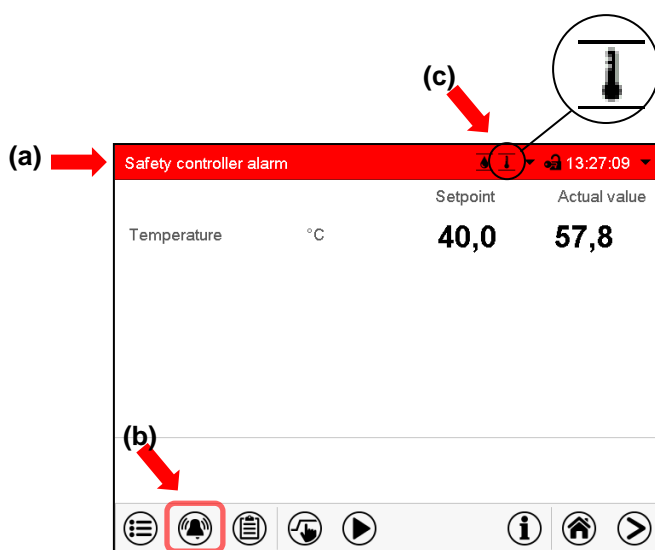 (c)
(a)
Safety controller alarm 13:27:09
Setpoint Actual value
Temperature °C 40,0 57,8
(b)